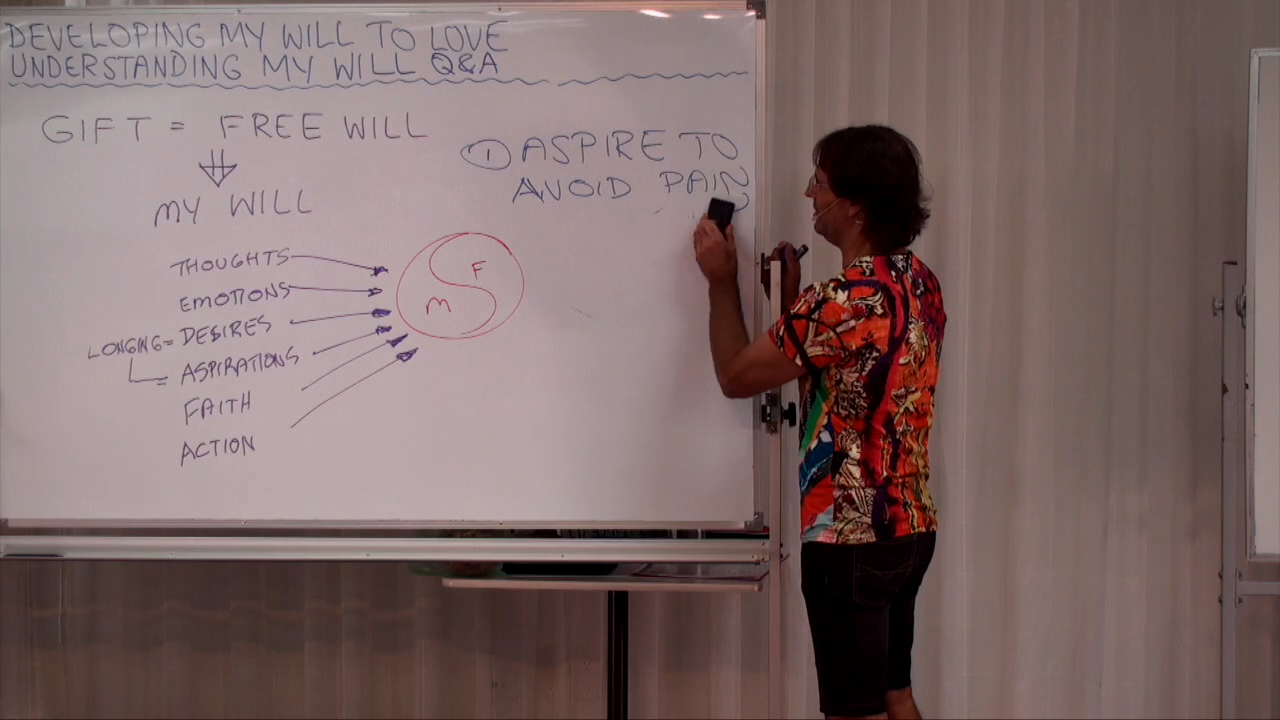 DEVELOPING MY WILL TO LOVE
UNDERSTANDING MY WILL Q&A
GIFT = FREE WILL
MY WILL
THOUGHTS
EMOTIONS
LONGING = DESIRES
= ASPIRATIONS
FAITH
ACTION
M F
① ASPIRE TO
AVOID PAIN